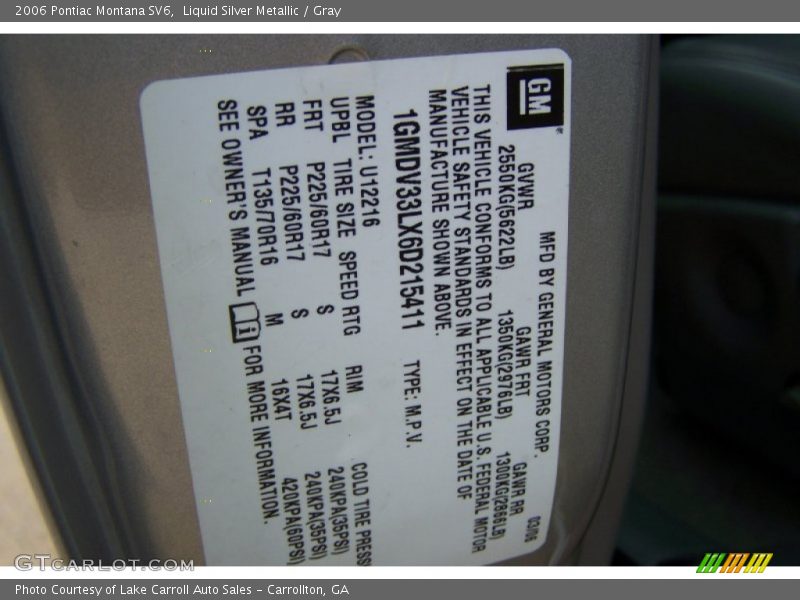 2006 Pontiac Montana SV6, Liquid Silver Metallic / Gray
GM
MFD BY GENERAL MOTORS CORP.
03/06
GVWR GAWR FRT GAWR RR
2550KG(5622LB) 1350KG(2976LB) 1300KG(2866LB)
THIS VEHICLE CONFORMS TO ALL APPLICABLE U.S. FEDERAL MOTOR
VEHICLE SAFETY STANDARDS IN EFFECT ON THE DATE OF
MANUFACTURE SHOWN ABOVE.
1GMDV33LX6D215411 TYPE: M.P.V.
MODEL: U12216
UPBL TIRE SIZE SPEED RTG RIM COLD TIRE PRESS
FRT P225/60R17 S 17X6.5J 240KPA(35PSI)
RR P225/60R17 S 17X6.5J 240KPA(35PSI)
SPA T135/70R16 M 16X4T 420KPA(60PSI)
SEE OWNER'S MANUAL i FOR MORE INFORMATION.
GTCARLOT.COM
Photo Courtesy of Lake Carroll Auto Sales - Carrollton, GA